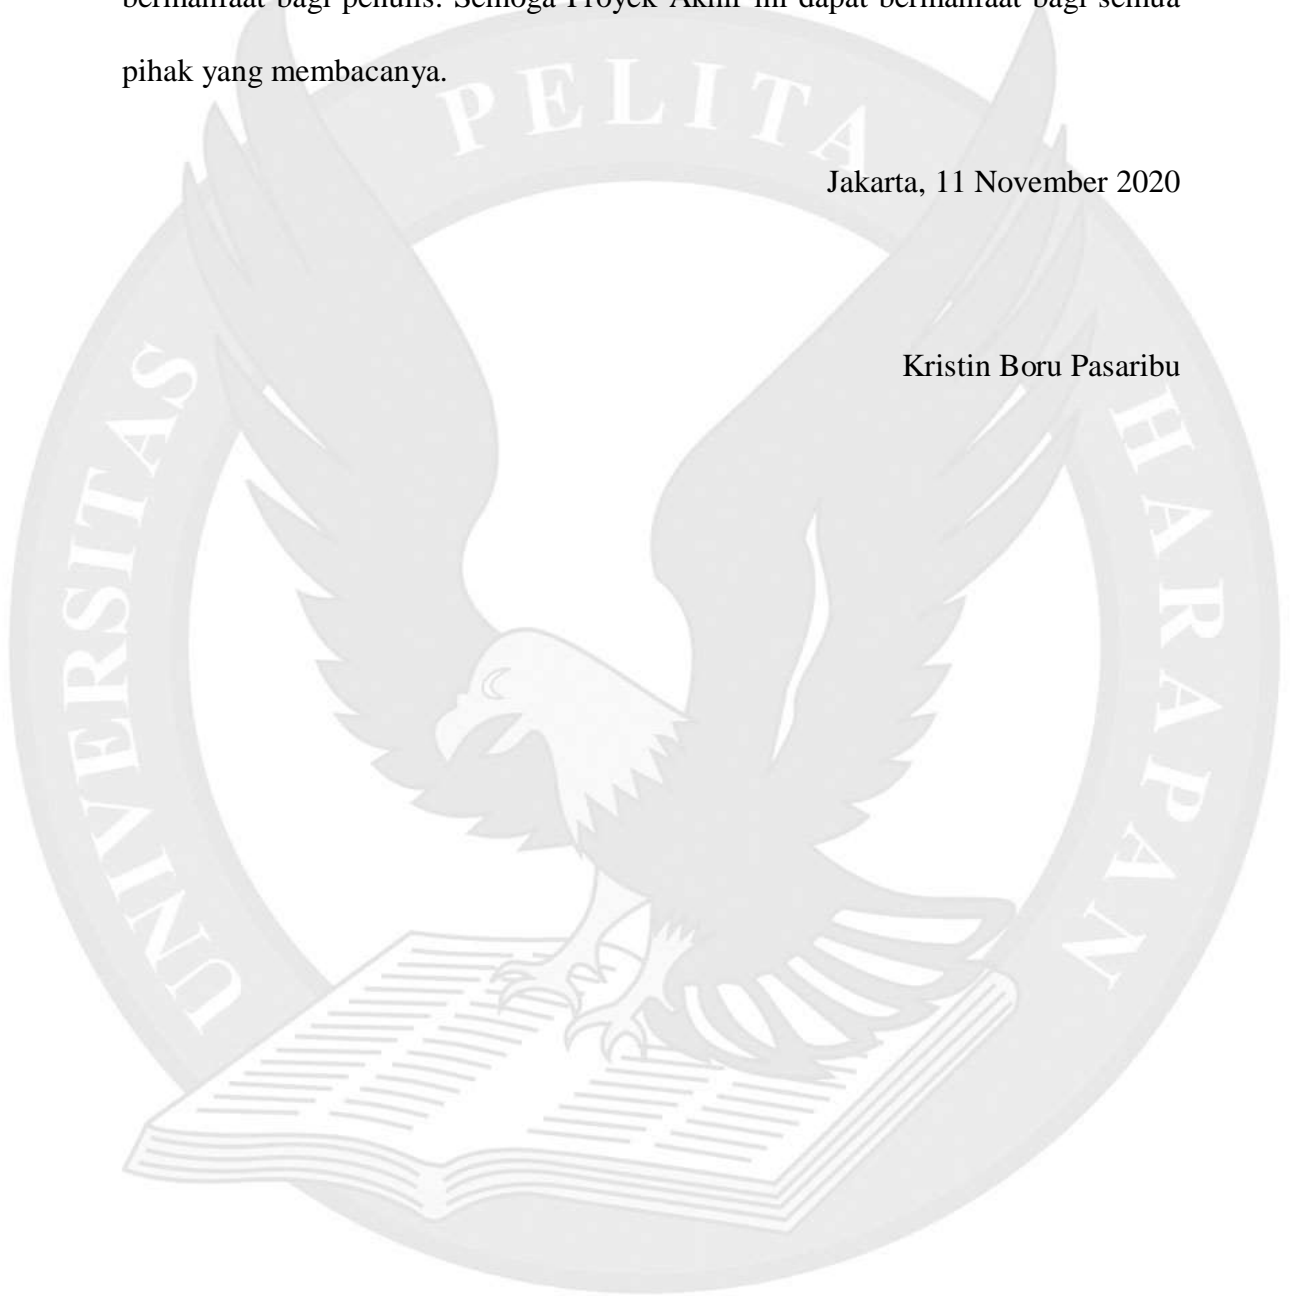 bermanfaat bagi penulis. Semoga Proyek Akhir ini dapat bermanfaat bagi semua
pihak yang membacanya.
Jakarta, 11 November 2020
Kristin Boru Pasaribu
UNIVERSITAS PELITA HARAPAN